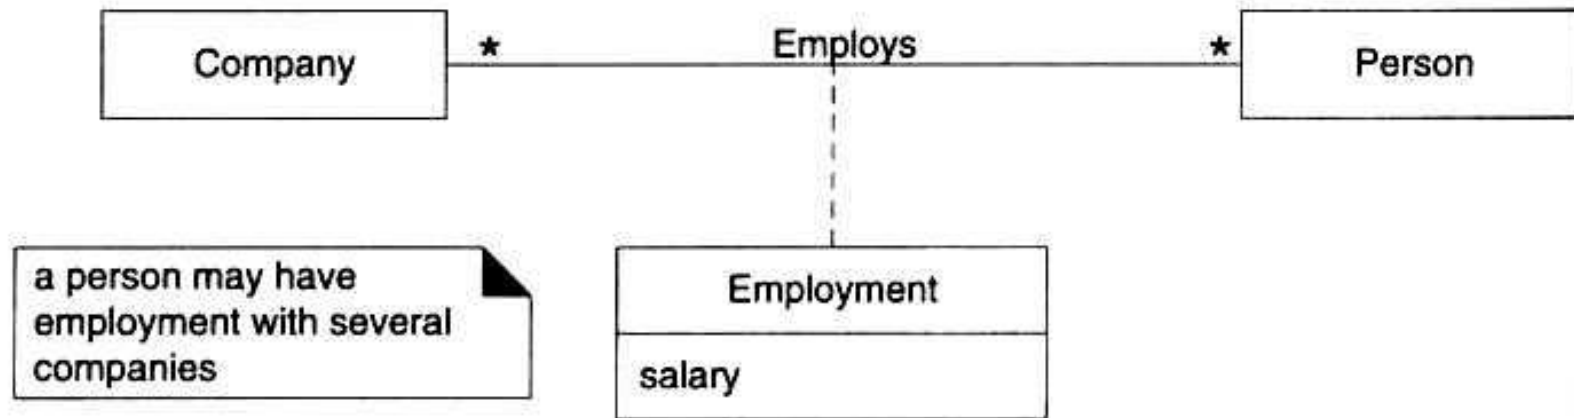 Company * Employs * Person
a person may have
employment with several
companies
Employment
salary